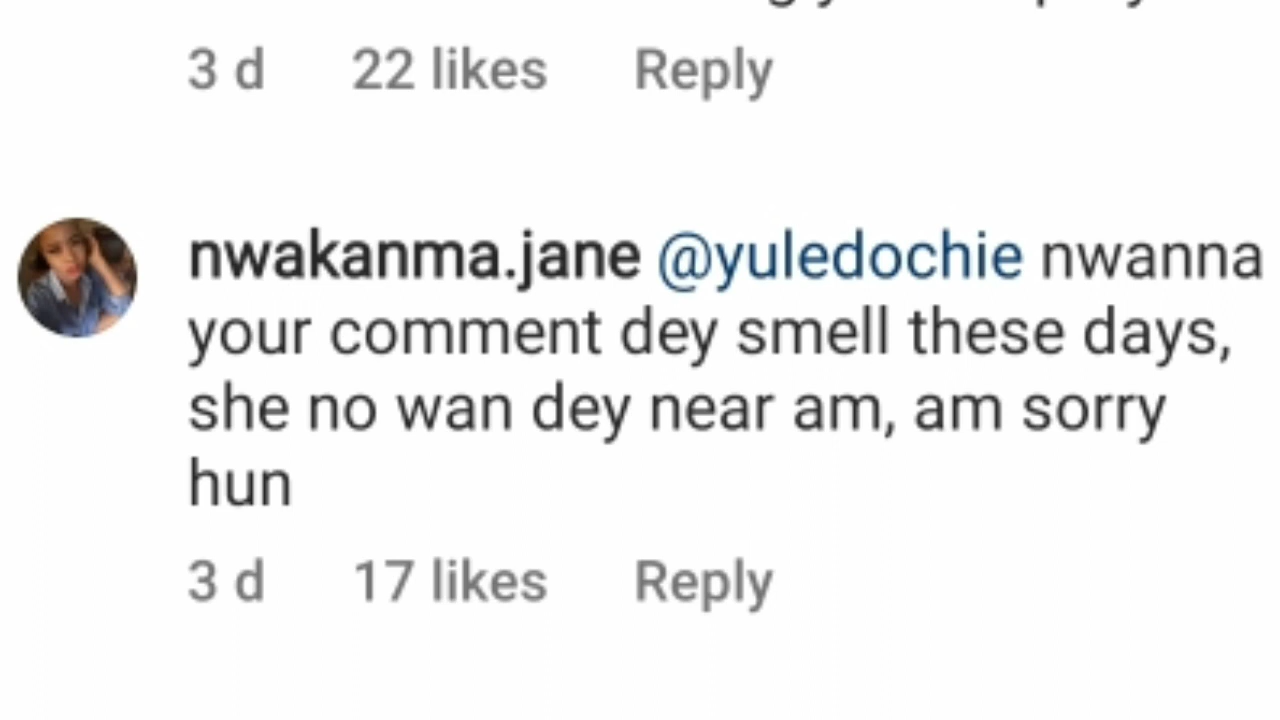 3 d 22 likes Reply
nwakanma.jane @yuledochie nwanna
your comment dey smell these days,
she no wan dey near am, am sorry
hun
3 d 17 likes Reply